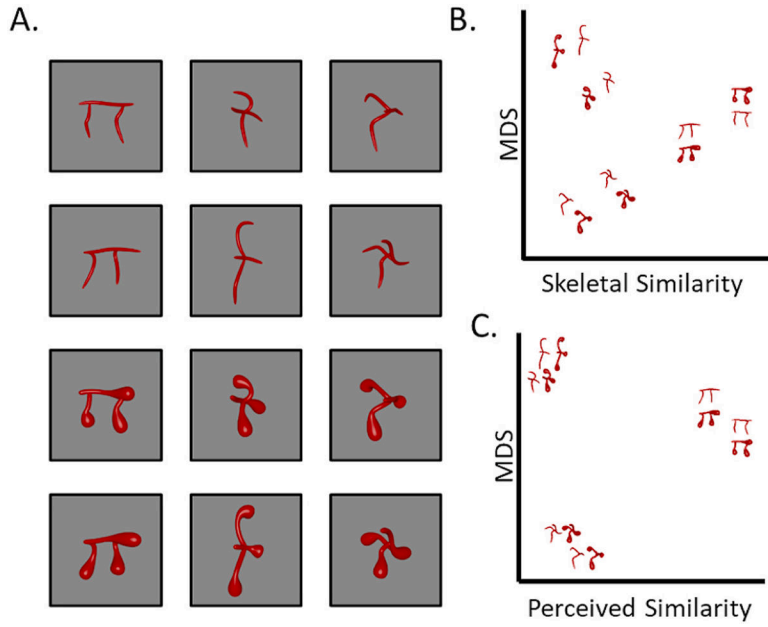 A.
B.
MDS
Skeletal Similarity
C.
MDS
Perceived Similarity